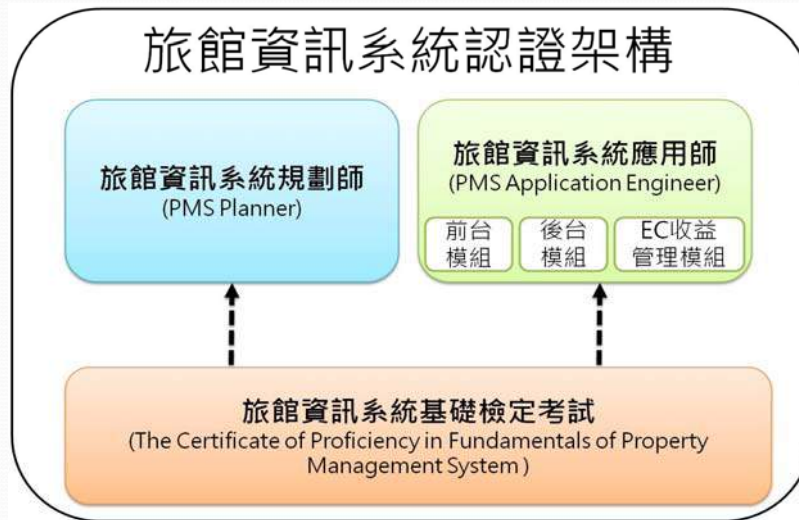 旅館資訊系統認證架構
旅館資訊系統規劃師
(PMS Planner)
旅館資訊系統應用師
(PMS Application Engineer)
前台
模組
後台
模組
EC收益
管理模組
旅館資訊系統基礎檢定考試
(The Certificate of Proficiency in Fundamentals of Property
Management System )